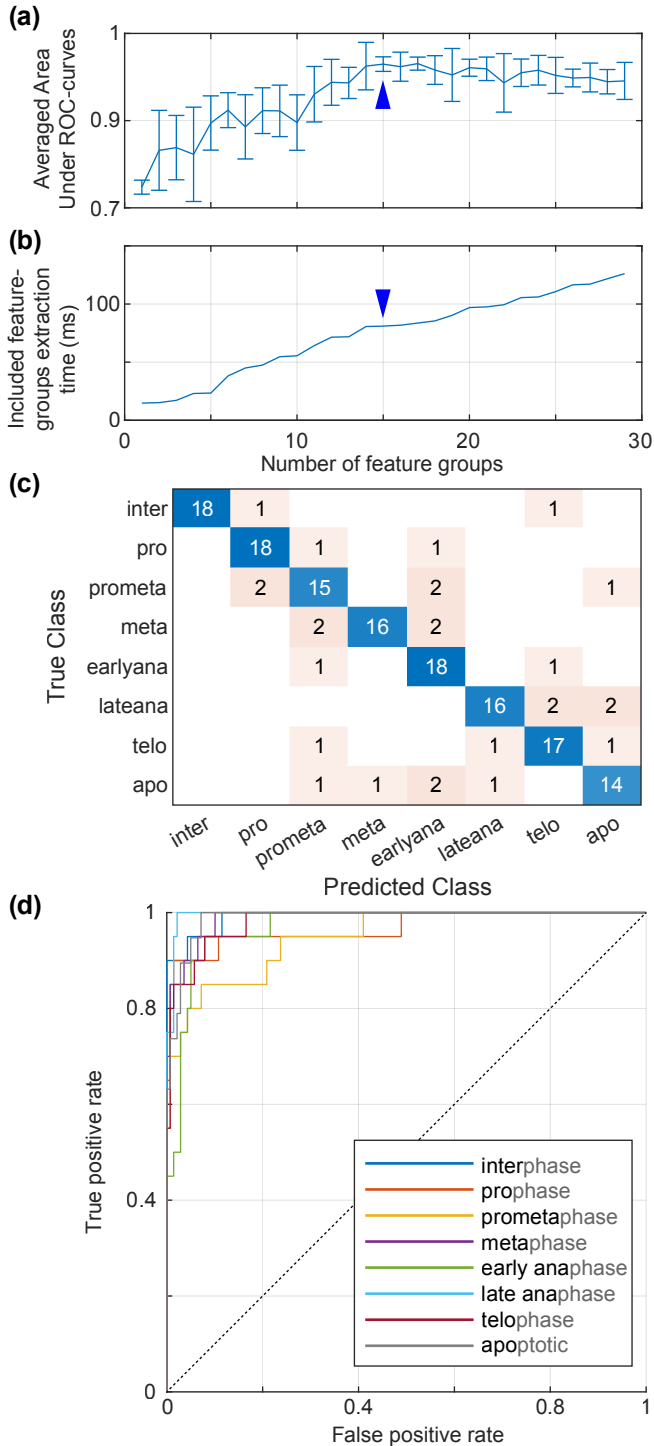 (a)
1
0.9
0.7
Averaged Area
Under ROC-curves
(b)
100
0
Included feature-
groups extraction
time (ms)
0 10 20 30
Number of feature groups
(c)
True Class
inter 18 1 1
pro 18 1 1
prometa 2 15 2 1
meta 2 16 2
earlyana 1 18 1
lateana 16 2 2
telo 1 1 17 1
apo 1 1 2 1 14
inter pro prometa meta earlyana lateana telo apo
Predicted Class
(d)
1
0.8
0.4
0
True positive rate
interphase
prophase
prometaphase
metaphase
early anaphase
late anaphase
telophase
apoptotic
0 0.4 0.8 1
False positive rate